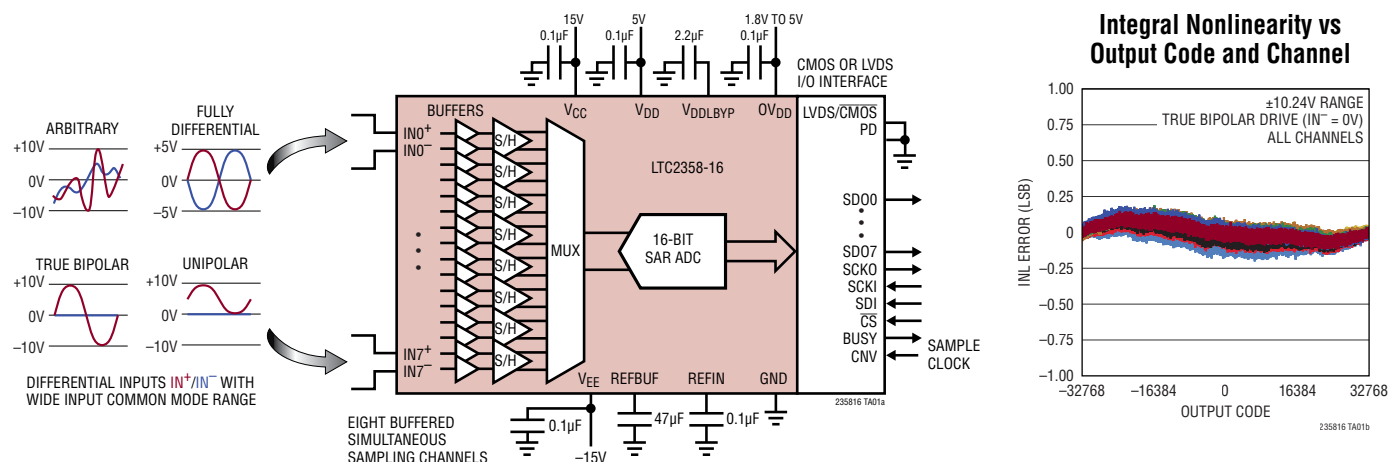 ARBITRARY
+10V
0V
–10V
FULLY
DIFFERENTIAL
+5V
0V
–5V
TRUE BIPOLAR
+10V
0V
–10V
UNIPOLAR
+10V
0V
–10V
DIFFERENTIAL INPUTS IN+/IN– WITH
WIDE INPUT COMMON MODE RANGE
15V
0.1µF
5V
0.1µF
2.2µF
1.8V TO 5V
0.1µF
CMOS OR LVDS
I/O INTERFACE
BUFFERS
VCC
VDD
VDDLBYP
OVDD
LVDS/CMOS
PD
IN0+
IN0–
S/H
S/H
S/H
S/H
S/H
S/H
S/H
S/H
MUX
LTC2358-16
16-BIT
SAR ADC
SDO0
SDO7
SCKO
SCKI
SDI
CS
BUSY
CNV
SAMPLE
CLOCK
IN7+
IN7–
VEE
REFBUF
REFIN
GND
235816 TA01a
EIGHT BUFFERED
SIMULTANEOUS
SAMPLING CHANNELS
0.1µF
–15V
47µF
0.1µF
Integral Nonlinearity vs
Output Code and Channel
±10.24V RANGE
TRUE BIPOLAR DRIVE (IN– = 0V)
ALL CHANNELS
INL ERROR (LSB)
1.00
0.75
0.50
0.25
0
–0.25
–0.50
–0.75
–1.00
–32768
–16384
0
16384
32768
OUTPUT CODE
235816 TA01b